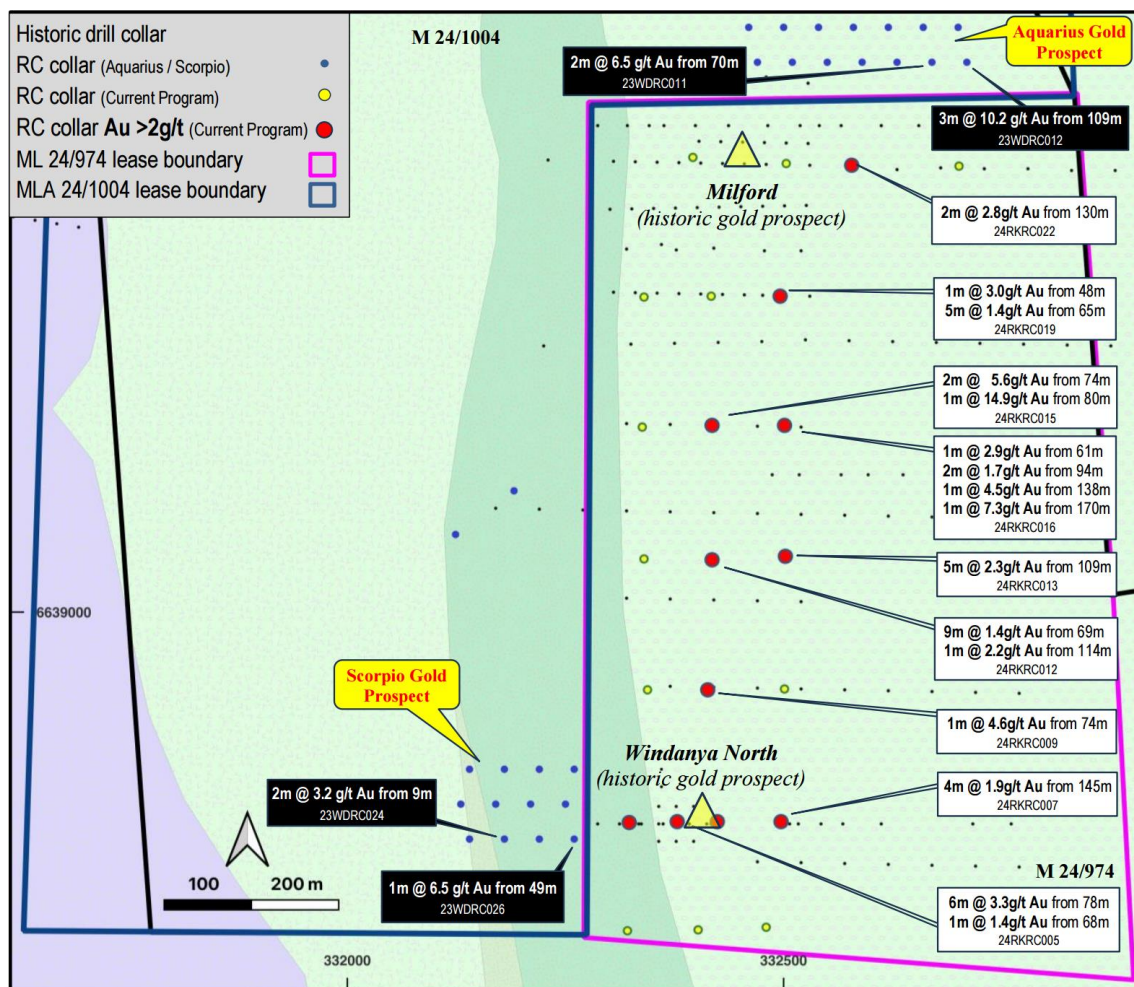 Historic drill collar
RC collar (Aquarius / Scorpio)
RC collar (Current Program)
RC collar Au >2g/t (Current Program)
ML 24/974 lease boundary
MLA 24/1004 lease boundary
M 24/1004
Aquarius Gold
Prospect
2m @ 6.5 g/t Au from 70m
23WDRC011
3m @ 10.2 g/t Au from 109m
23WDRC012
Milford
(historic gold prospect)
2m @ 2.8g/t Au from 130m
24RKRC022
1m @ 3.0g/t Au from 48m
5m @ 1.4g/t Au from 65m
24RKRC019
2m @ 5.6g/t Au from 74m
1m @ 14.9g/t Au from 80m
24RKRC015
1m @ 2.9g/t Au from 61m
2m @ 1.7g/t Au from 94m
1m @ 4.5g/t Au from 138m
1m @ 7.3g/t Au from 170m
24RKRC016
5m @ 2.3g/t Au from 109m
24RKRC013
6639000
9m @ 1.4g/t Au from 69m
1m @ 2.2g/t Au from 114m
24RKRC012
Scorpio Gold
Prospect
1m @ 4.6g/t Au from 74m
24RKRC009
Windanya North
(historic gold prospect)
2m @ 3.2 g/t Au from 9m
23WDRC024
4m @ 1.9g/t Au from 145m
24RKRC007
M 24/974
100 200 m
1m @ 6.5 g/t Au from 49m
23WDRC026
6m @ 3.3g/t Au from 78m
1m @ 1.4g/t Au from 68m
24RKRC005
332000
332500